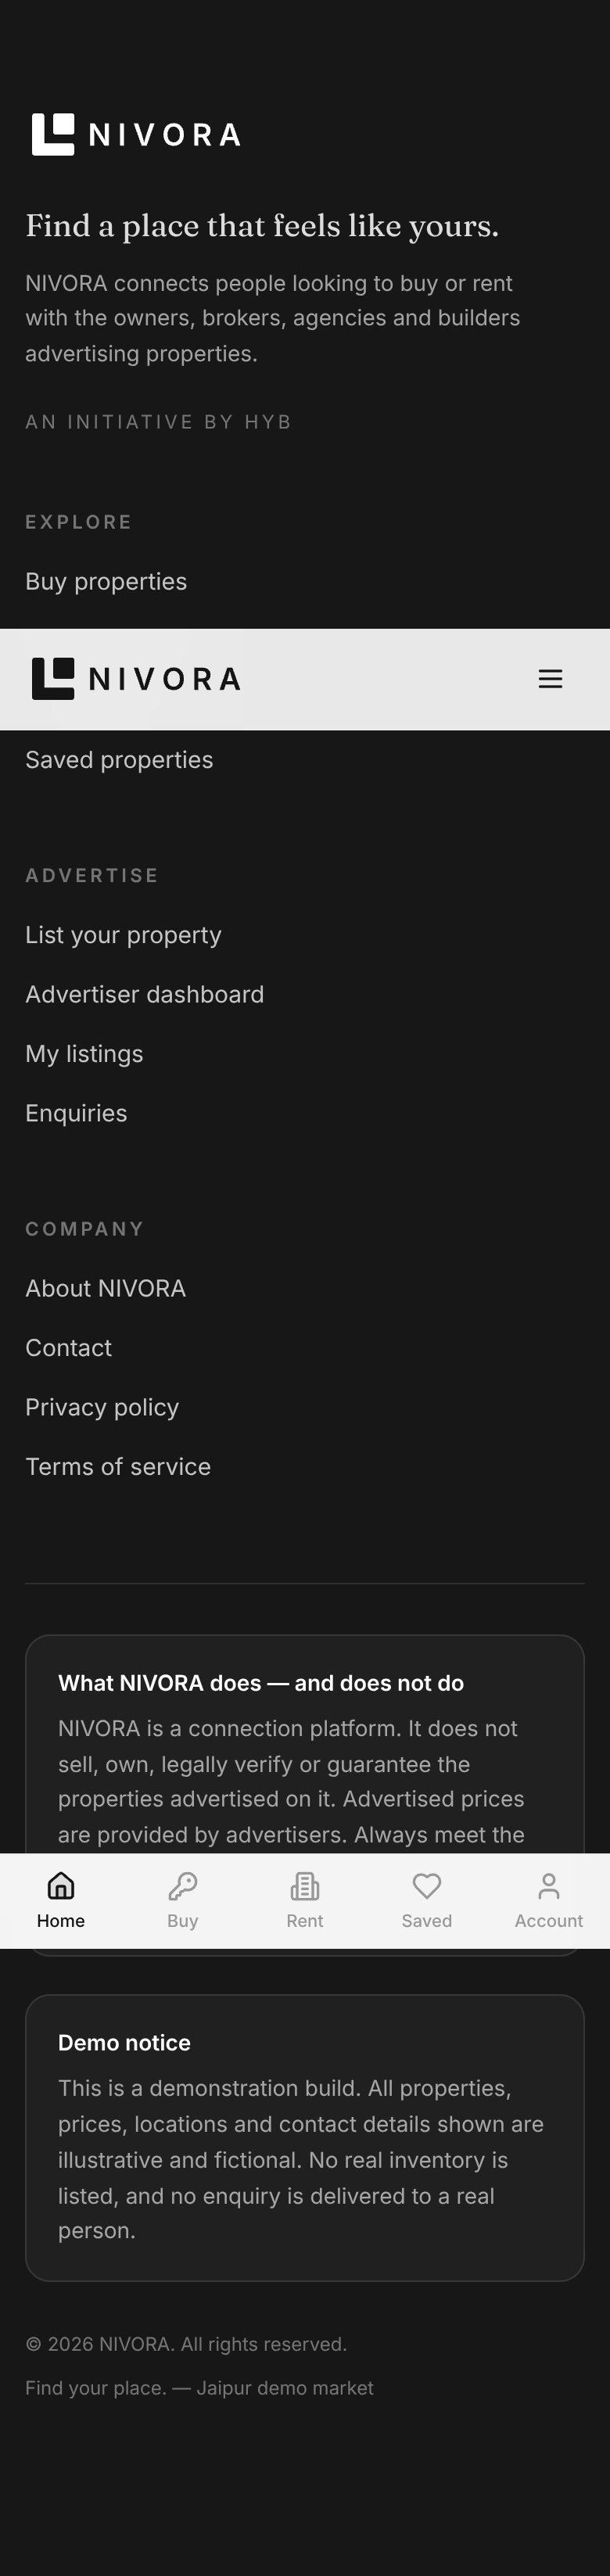 NIVORA
Find a place that feels like yours.
NIVORA connects people looking to buy or rent
with the owners, brokers, agencies and builders
advertising properties.
AN INITIATIVE BY HYB
EXPLORE
Buy properties
NIVORA
Saved properties
ADVERTISE
List your property
Advertiser dashboard
My listings
Enquiries
COMPANY
About NIVORA
Contact
Privacy policy
Terms of service
What NIVORA does — and does not do
NIVORA is a connection platform. It does not
sell, own, legally verify or guarantee the
properties advertised on it. Advertised prices
are provided by advertisers. Always meet the
Home
Buy
Rent
Saved
Account
Demo notice
This is a demonstration build. All properties,
prices, locations and contact details shown are
illustrative and fictional. No real inventory is
listed, and no enquiry is delivered to a real
person.
© 2026 NIVORA. All rights reserved.
Find your place. — Jaipur demo market